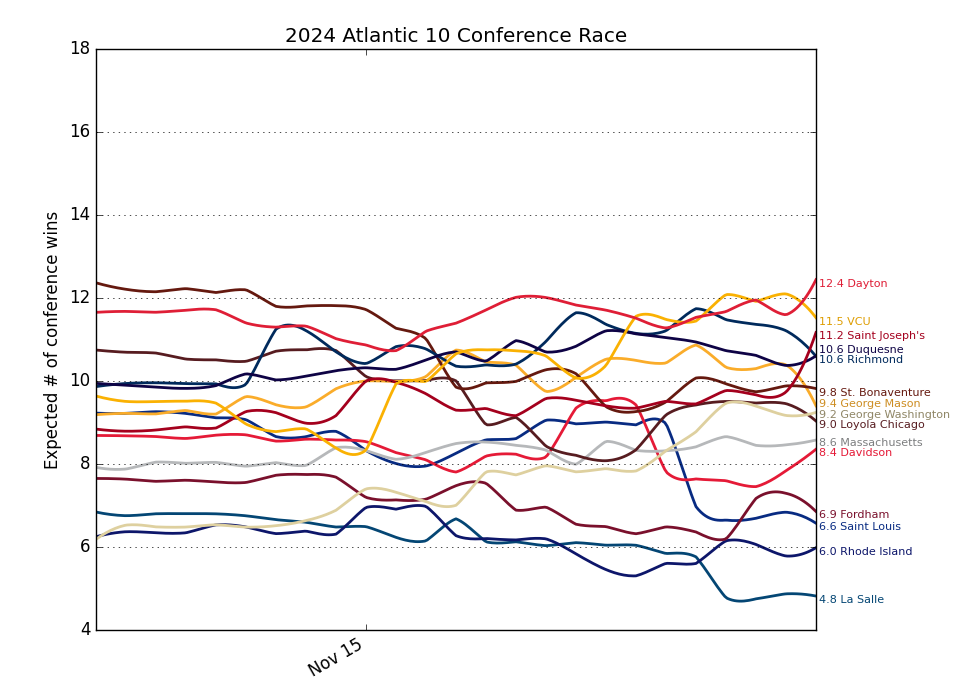 2024 Atlantic 10 Conference Race
Expected # of conference wins
18
16
14
12
10
8
6
4
Nov 15
12.4 Dayton
11.5 VCU
11.2 Saint Joseph's
10.6 Duquesne
10.6 Richmond
9.8 St. Bonaventure
9.4 George Mason
9.2 George Washington
9.0 Loyola Chicago
8.6 Massachusetts
8.4 Davidson
6.9 Fordham
6.6 Saint Louis
6.0 Rhode Island
4.8 La Salle